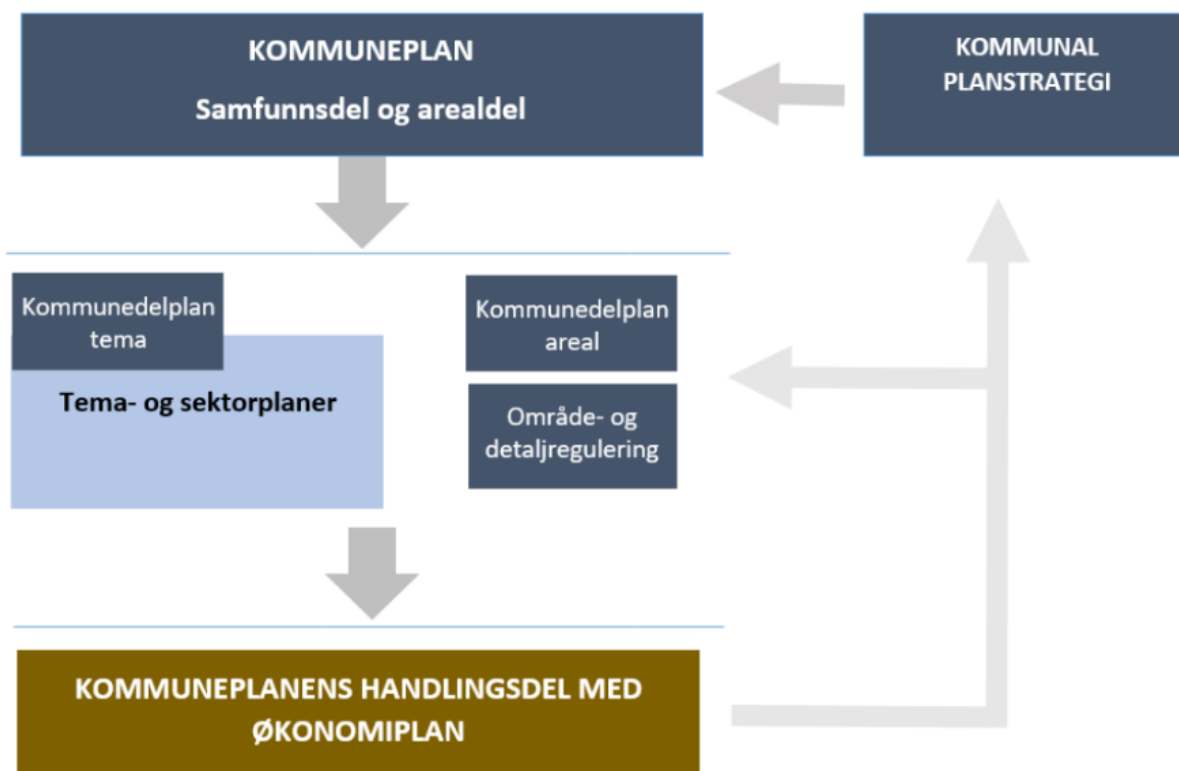 KOMMUNEPLAN
Samfunnsdel og arealdel
KOMMUNAL
PLANSTRATEGI
Kommunedelplan
tema
Tema- og sektorplaner
Kommunedelplan
areal
Område- og
detaljregulering
KOMMUNEPLANENS HANDLINGSDEL MED
ØKONOMIPLAN